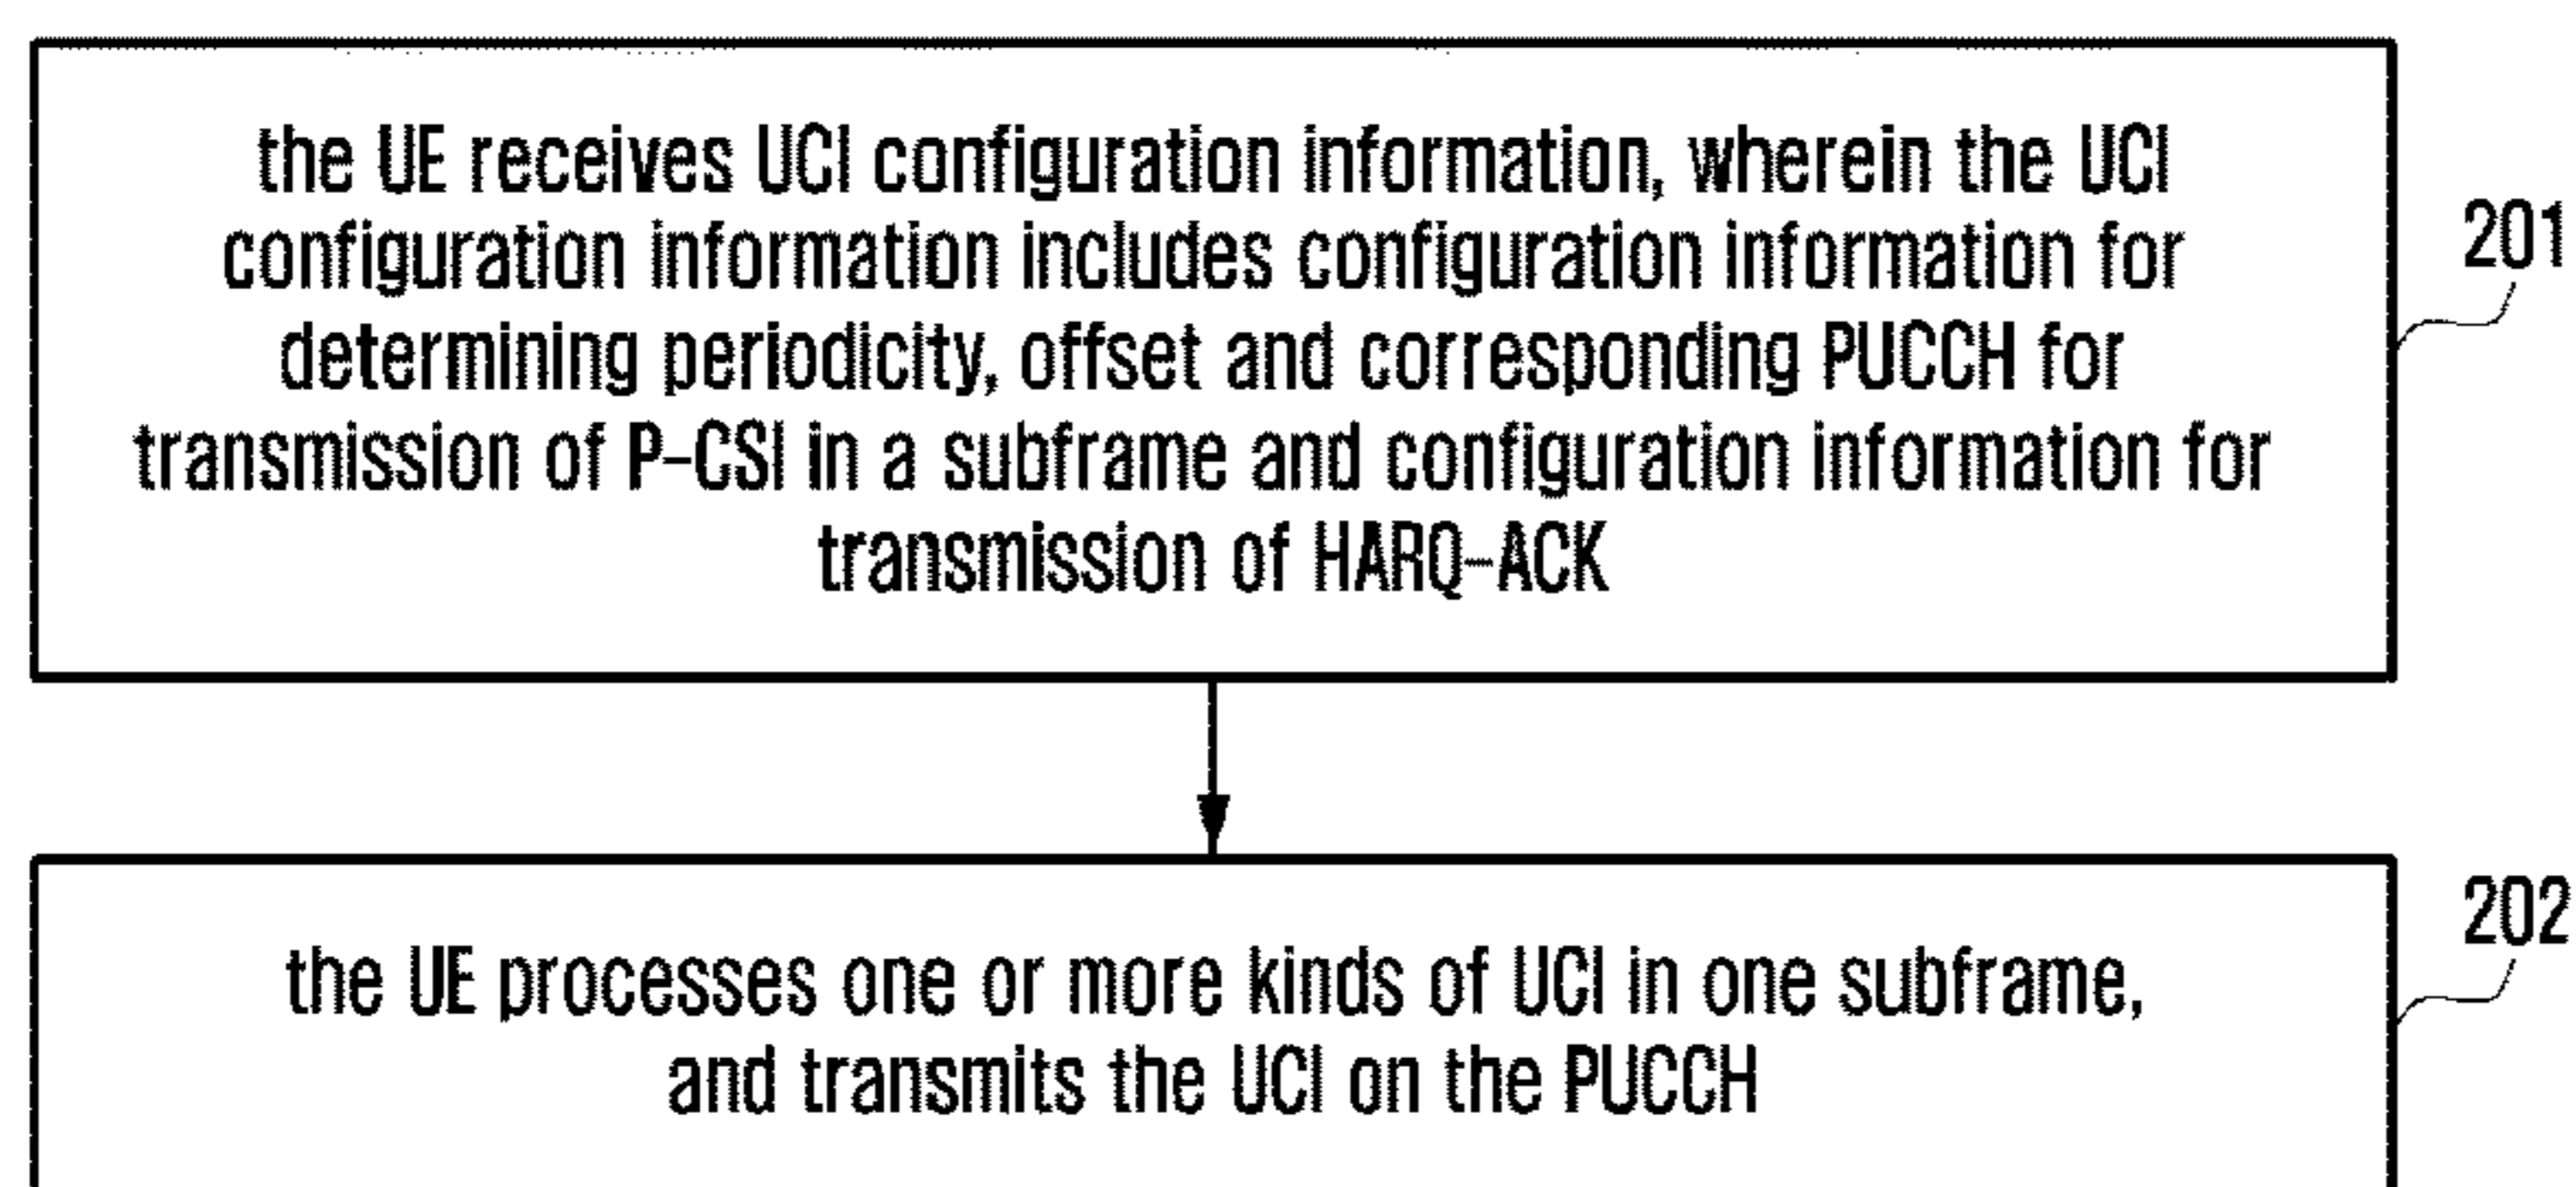 the UE receives UCI configuration information, wherein the UCI
configuration information includes configuration information for
determining periodicity, offset and corresponding PUCCH for
transmission of P-CSI in a subframe and configuration information for
transmission of HARQ-ACK
201
the UE processes one or more kinds of UCI in one subframe,
and transmits the UCI on the PUCCH
202